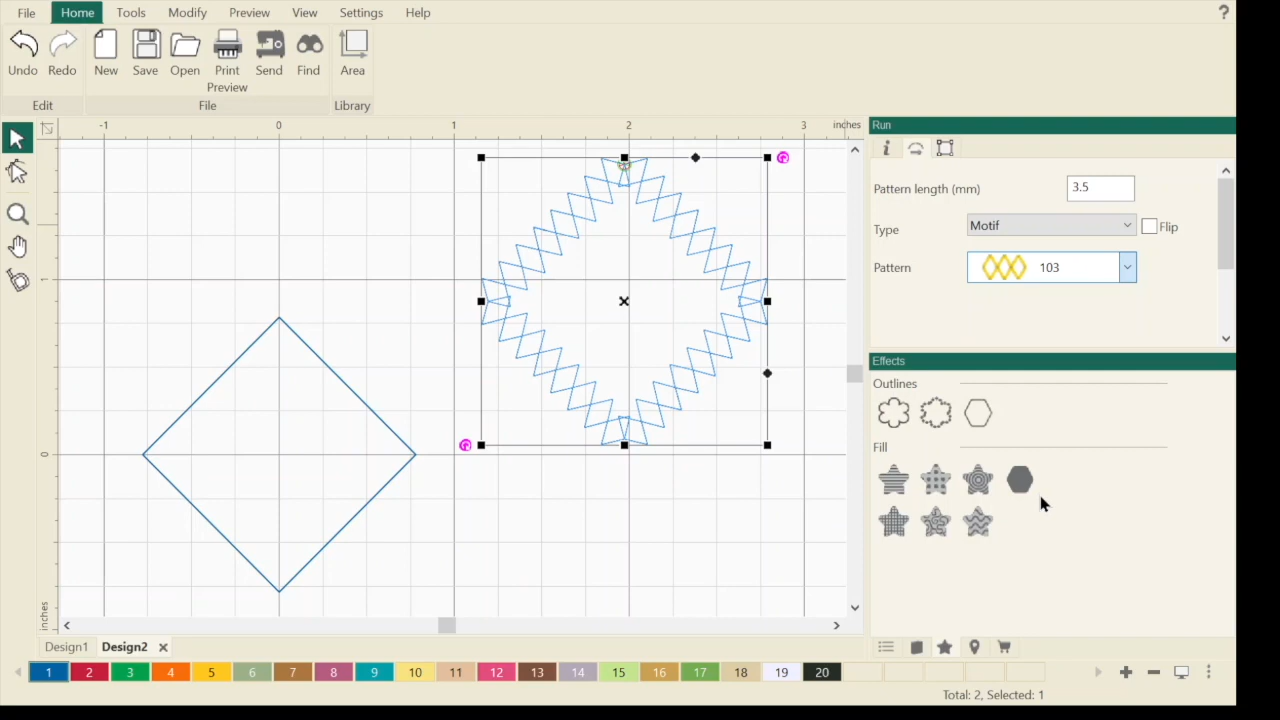 File Home Tools Modify Preview View Settings Help ?
Undo Redo New Save Open Print Preview Send Find Area
Edit File Library
-1 0 1 2 3 inches
1
0
inches
Run
Pattern length (mm) 3.5
Type Motif Flip
Pattern 103
Effects
Outlines
Fill
Design1 Design2
1 2 3 4 5 6 7 8 9 10 11 12 13 14 15 16 17 18 19 20
Total: 2, Selected: 1